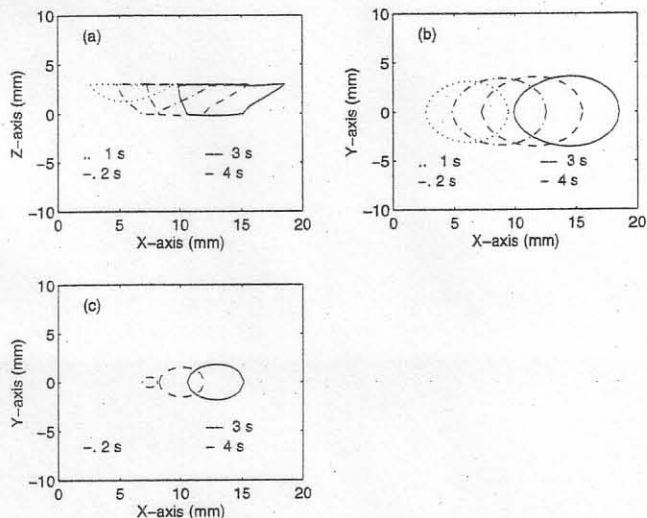 (a)
10
5
0
−5
−10
Z−axis (mm)
.. 1 s
—— 3 s
−. 2 s
− − 4 s
0 5 10 15 20
X−axis (mm)
(b)
10
5
0
−5
−10
Y−axis (mm)
.. 1 s
—— 3 s
−. 2 s
− − 4 s
0 5 10 15 20
X−axis (mm)
(c)
10
5
0
−5
−10
Y−axis (mm)
—— 3 s
−. 2 s
− − 4 s
0 5 10 15 20
X−axis (mm)